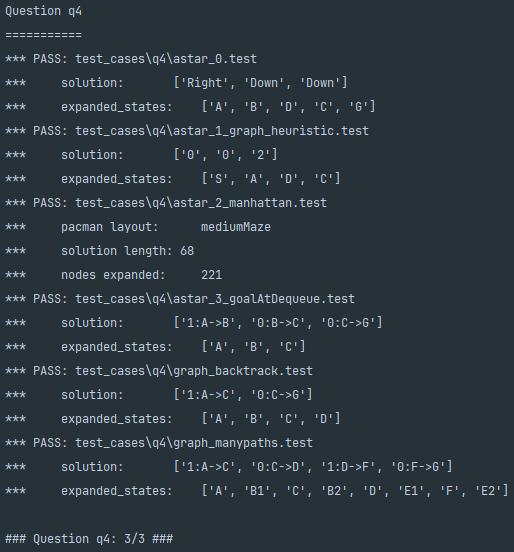 Question q4
===========
*** PASS: test_cases\q4\astar_0.test
***     solution:       ['Right', 'Down', 'Down']
***     expanded_states:    ['A', 'B', 'D', 'C', 'G']
*** PASS: test_cases\q4\astar_1_graph_heuristic.test
***     solution:       ['0', '0', '2']
***     expanded_states:    ['S', 'A', 'D', 'C']
*** PASS: test_cases\q4\astar_2_manhattan.test
***     pacman layout:      mediumMaze
***     solution length: 68
***     nodes expanded:     221
*** PASS: test_cases\q4\astar_3_goalAtDequeue.test
***     solution:       ['1:A->B', '0:B->C', '0:C->G']
***     expanded_states:    ['A', 'B', 'C']
*** PASS: test_cases\q4\graph_backtrack.test
***     solution:       ['1:A->C', '0:C->G']
***     expanded_states:    ['A', 'B', 'C', 'D']
*** PASS: test_cases\q4\graph_manypaths.test
***     solution:       ['1:A->C', '0:C->D', '1:D->F', '0:F->G']
***     expanded_states:    ['A', 'B1', 'C', 'B2', 'D', 'E1', 'F', 'E2']
### Question q4: 3/3 ###